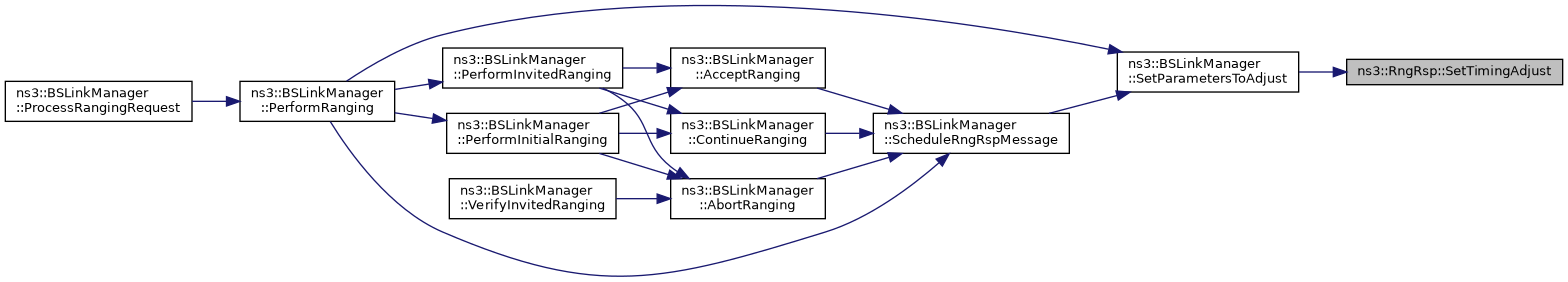 ns3::BSLinkManager
::ProcessRangingRequest
ns3::BSLinkManager
::PerformRanging
ns3::BSLinkManager
::PerformInvitedRanging
ns3::BSLinkManager
::PerformInitialRanging
ns3::BSLinkManager
::VerifyInvitedRanging
ns3::BSLinkManager
::AcceptRanging
ns3::BSLinkManager
::ContinueRanging
ns3::BSLinkManager
::AbortRanging
ns3::BSLinkManager
::ScheduleRngRspMessage
ns3::BSLinkManager
::SetParametersToAdjust
ns3::RngRsp::SetTimingAdjust